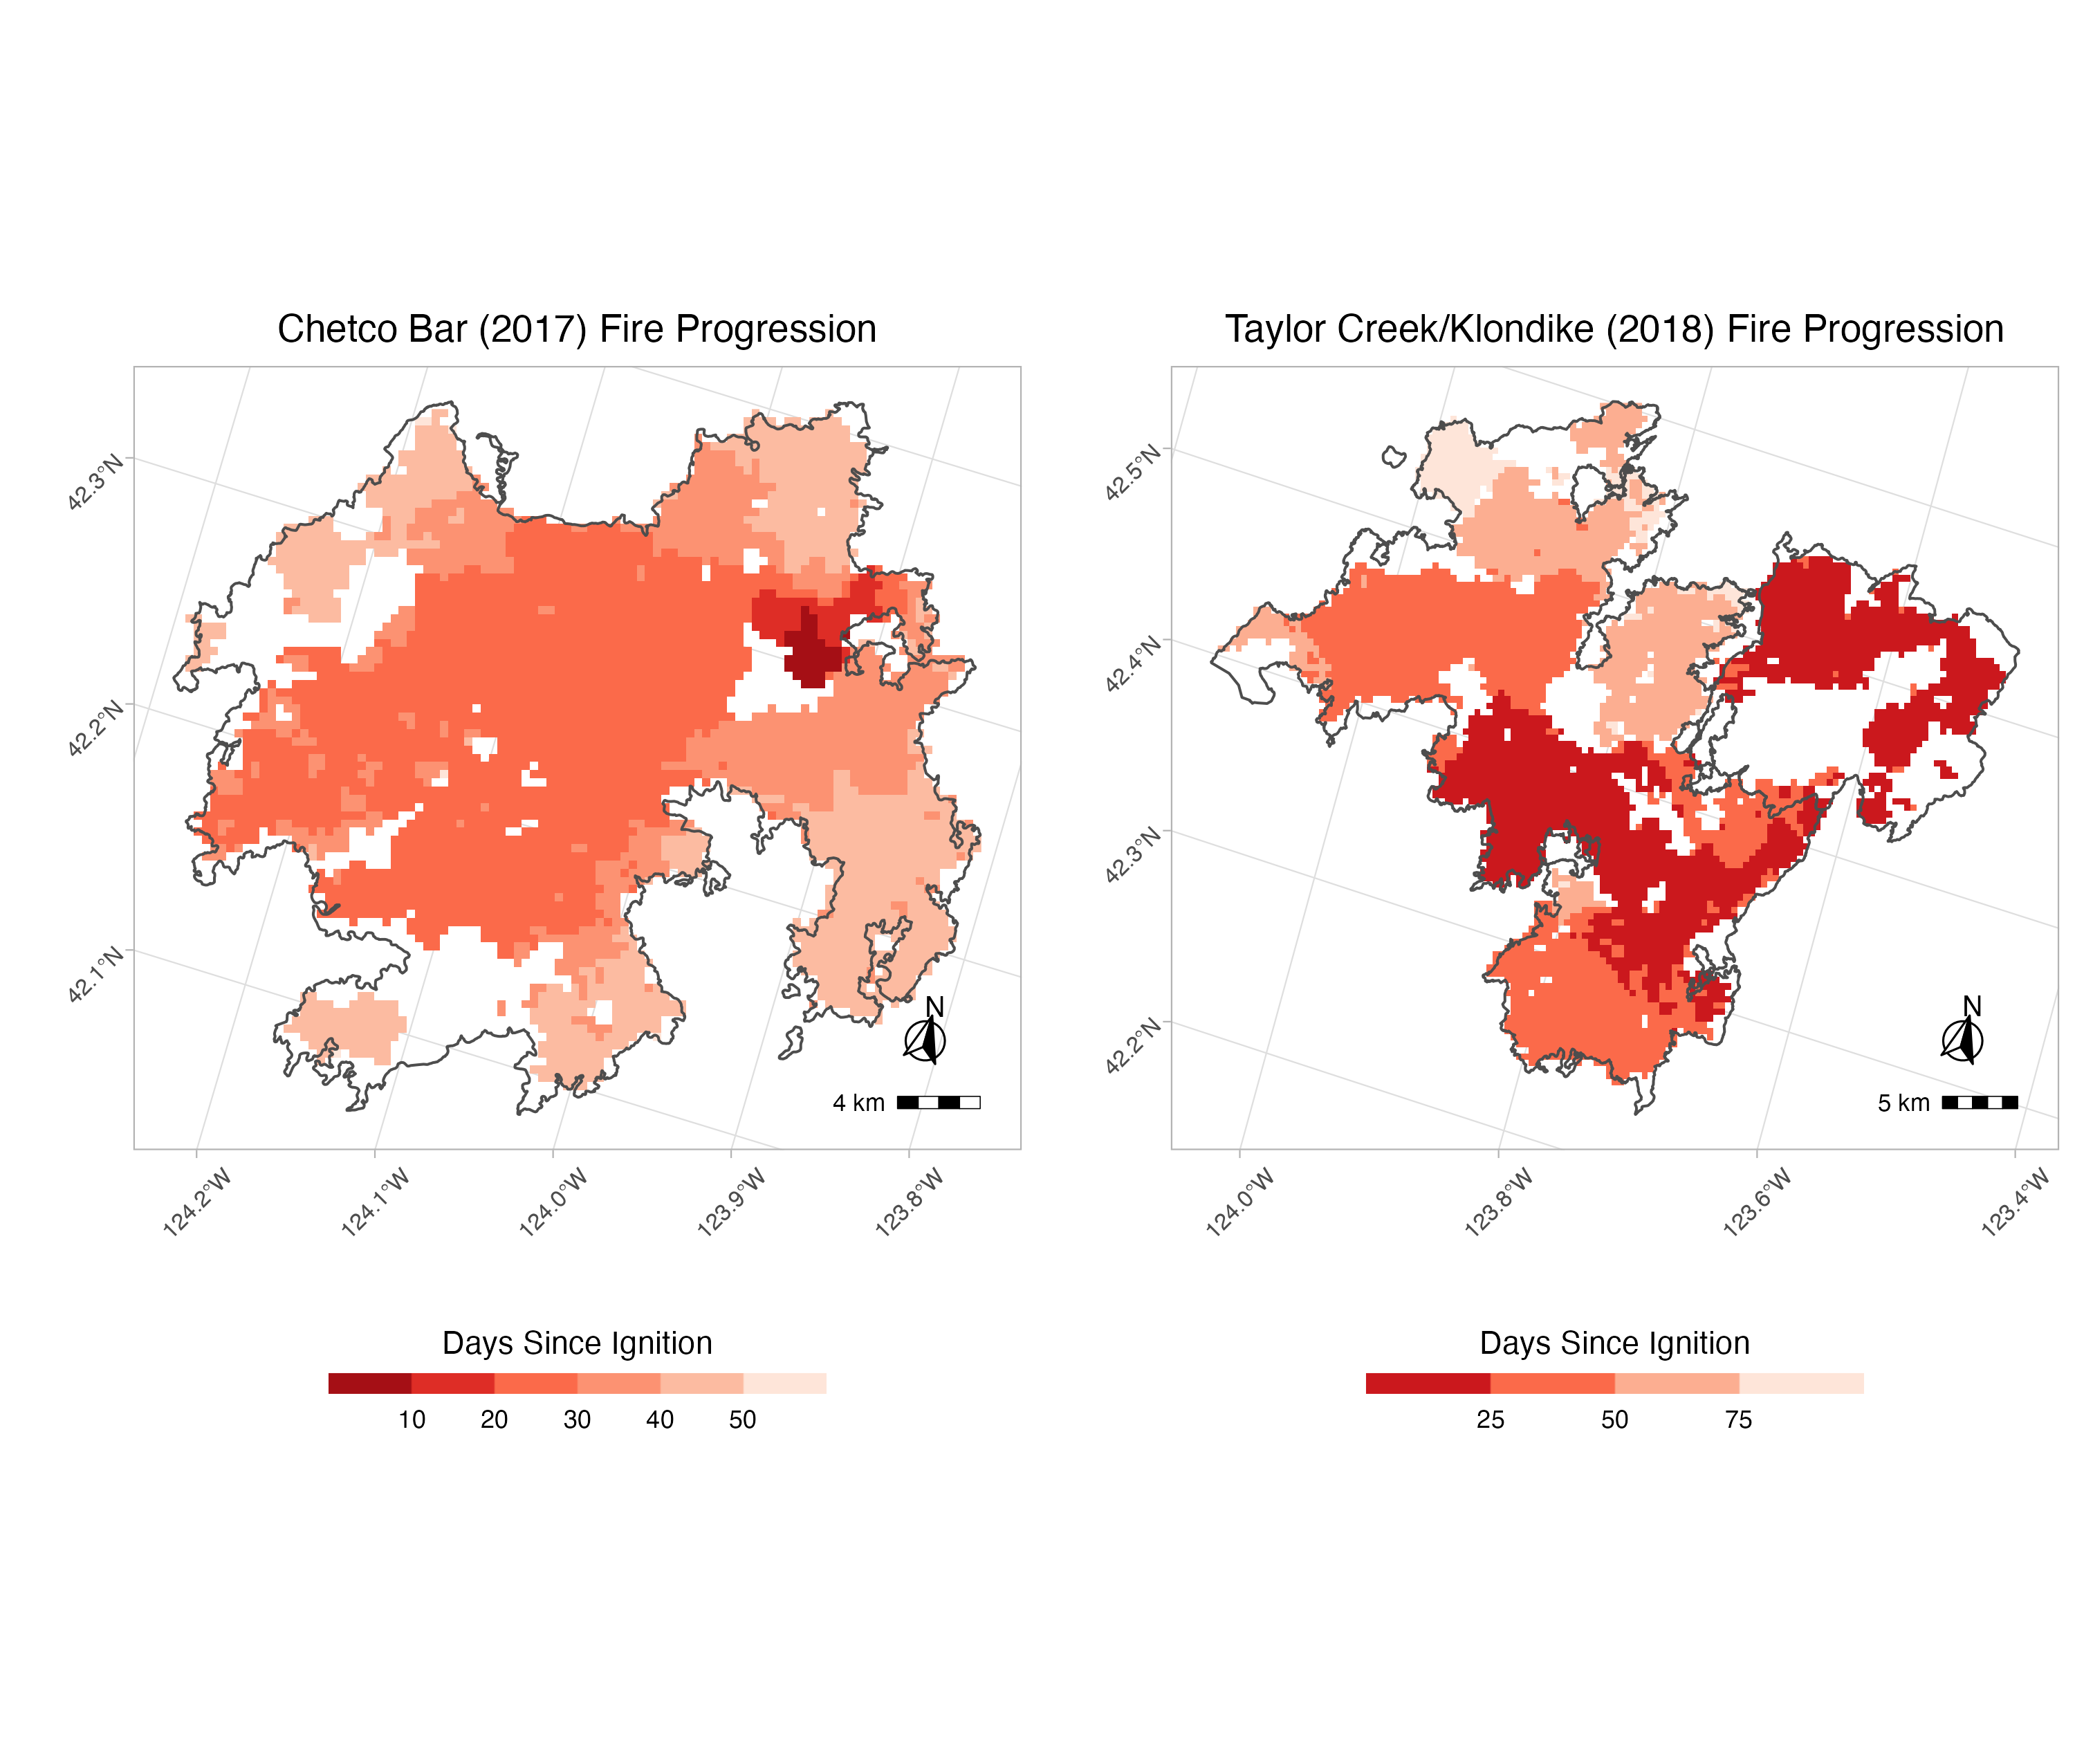 Chetco Bar (2017) Fire Progression
42.3°N
42.2°N
42.1°N
N
4 km
124.2°W
124.1°W
124.0°W
123.9°W
123.8°W
Days Since Ignition
10 20 30 40 50
Taylor Creek/Klondike (2018) Fire Progression
42.5°N
42.4°N
42.3°N
42.2°N
N
5 km
124.0°W
123.8°W
123.6°W
123.4°W
Days Since Ignition
25 50 75